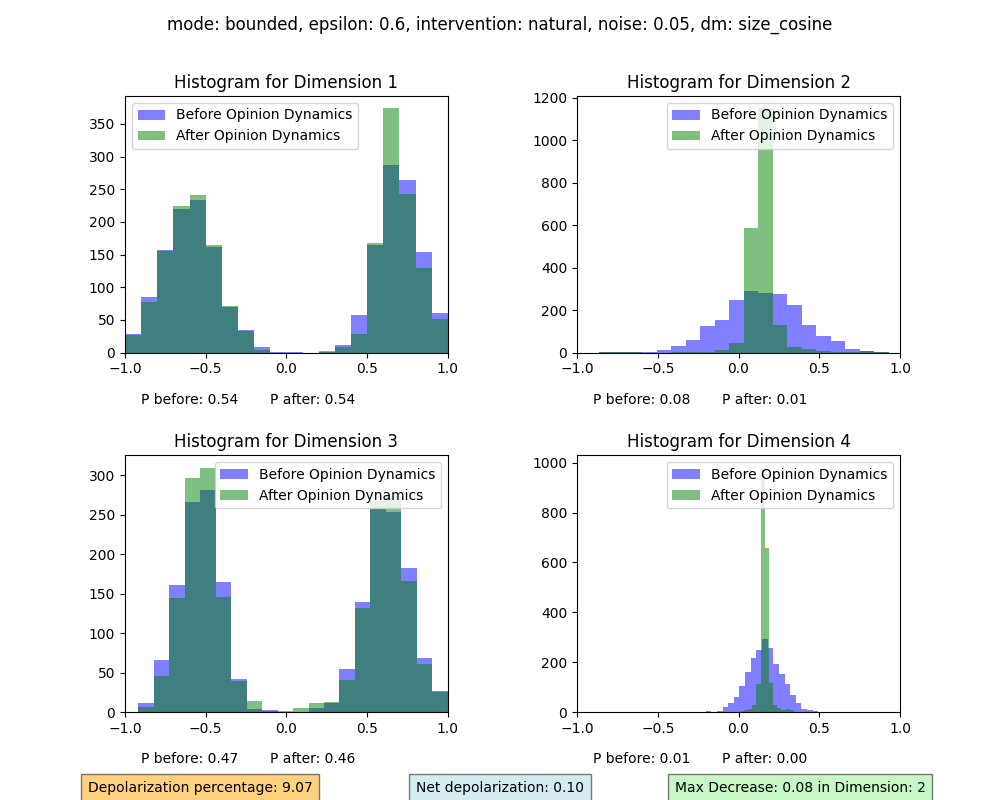 mode: bounded, epsilon: 0.6, intervention: natural, noise: 0.05, dm: size_cosine
Histogram for Dimension 1
Before Opinion Dynamics
After Opinion Dynamics
350
300
250
200
150
100
50
0
−1.0 −0.5 0.0 0.5 1.0
P before: 0.54 P after: 0.54
Histogram for Dimension 2
Before Opinion Dynamics
After Opinion Dynamics
1200
1000
800
600
400
200
0
−1.0 −0.5 0.0 0.5 1.0
P before: 0.08 P after: 0.01
Histogram for Dimension 3
Before Opinion Dynamics
After Opinion Dynamics
300
250
200
150
100
50
0
−1.0 −0.5 0.0 0.5 1.0
P before: 0.47 P after: 0.46
Histogram for Dimension 4
Before Opinion Dynamics
After Opinion Dynamics
1000
800
600
400
200
0
−1.0 −0.5 0.0 0.5 1.0
P before: 0.01 P after: 0.00
Depolarization percentage: 9.07
Net depolarization: 0.10
Max Decrease: 0.08 in Dimension: 2